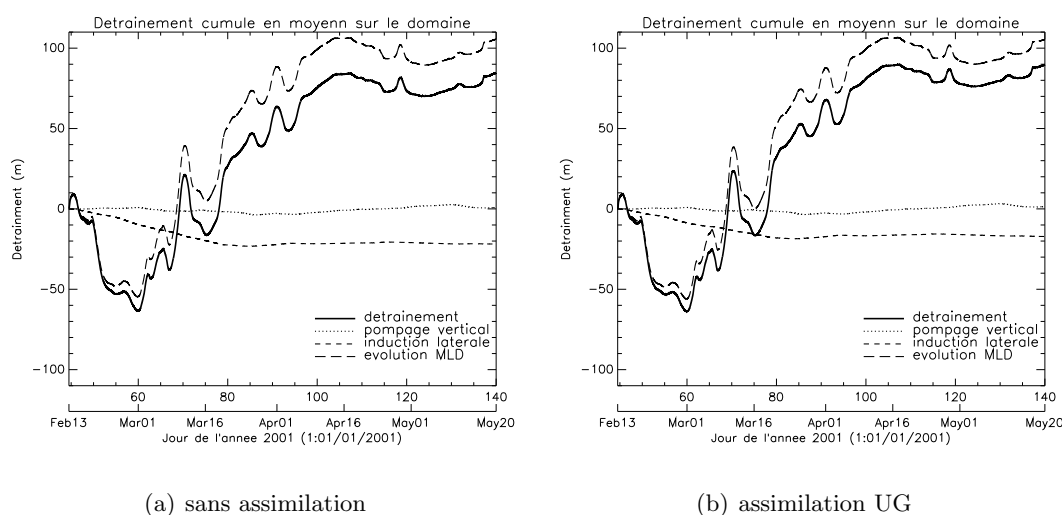 Detrainement cumule en moyenn sur le domaine
100
50
0
−50
−100
Detrainment (m)
detrainement
pompage vertical
induction laterale
evolution MLD
60
80
100
120
140
Feb13
Mar01
Mar16
Apr01
Apr16
May01
May20
Jour de l'annee 2001 (1:01/01/2001)
(a) sans assimilation
Detrainement cumule en moyenn sur le domaine
100
50
0
−50
−100
Detrainment (m)
detrainement
pompage vertical
induction laterale
evolution MLD
60
80
100
120
140
Feb13
Mar01
Mar16
Apr01
Apr16
May01
May20
Jour de l'annee 2001 (1:01/01/2001)
(b) assimilation UG